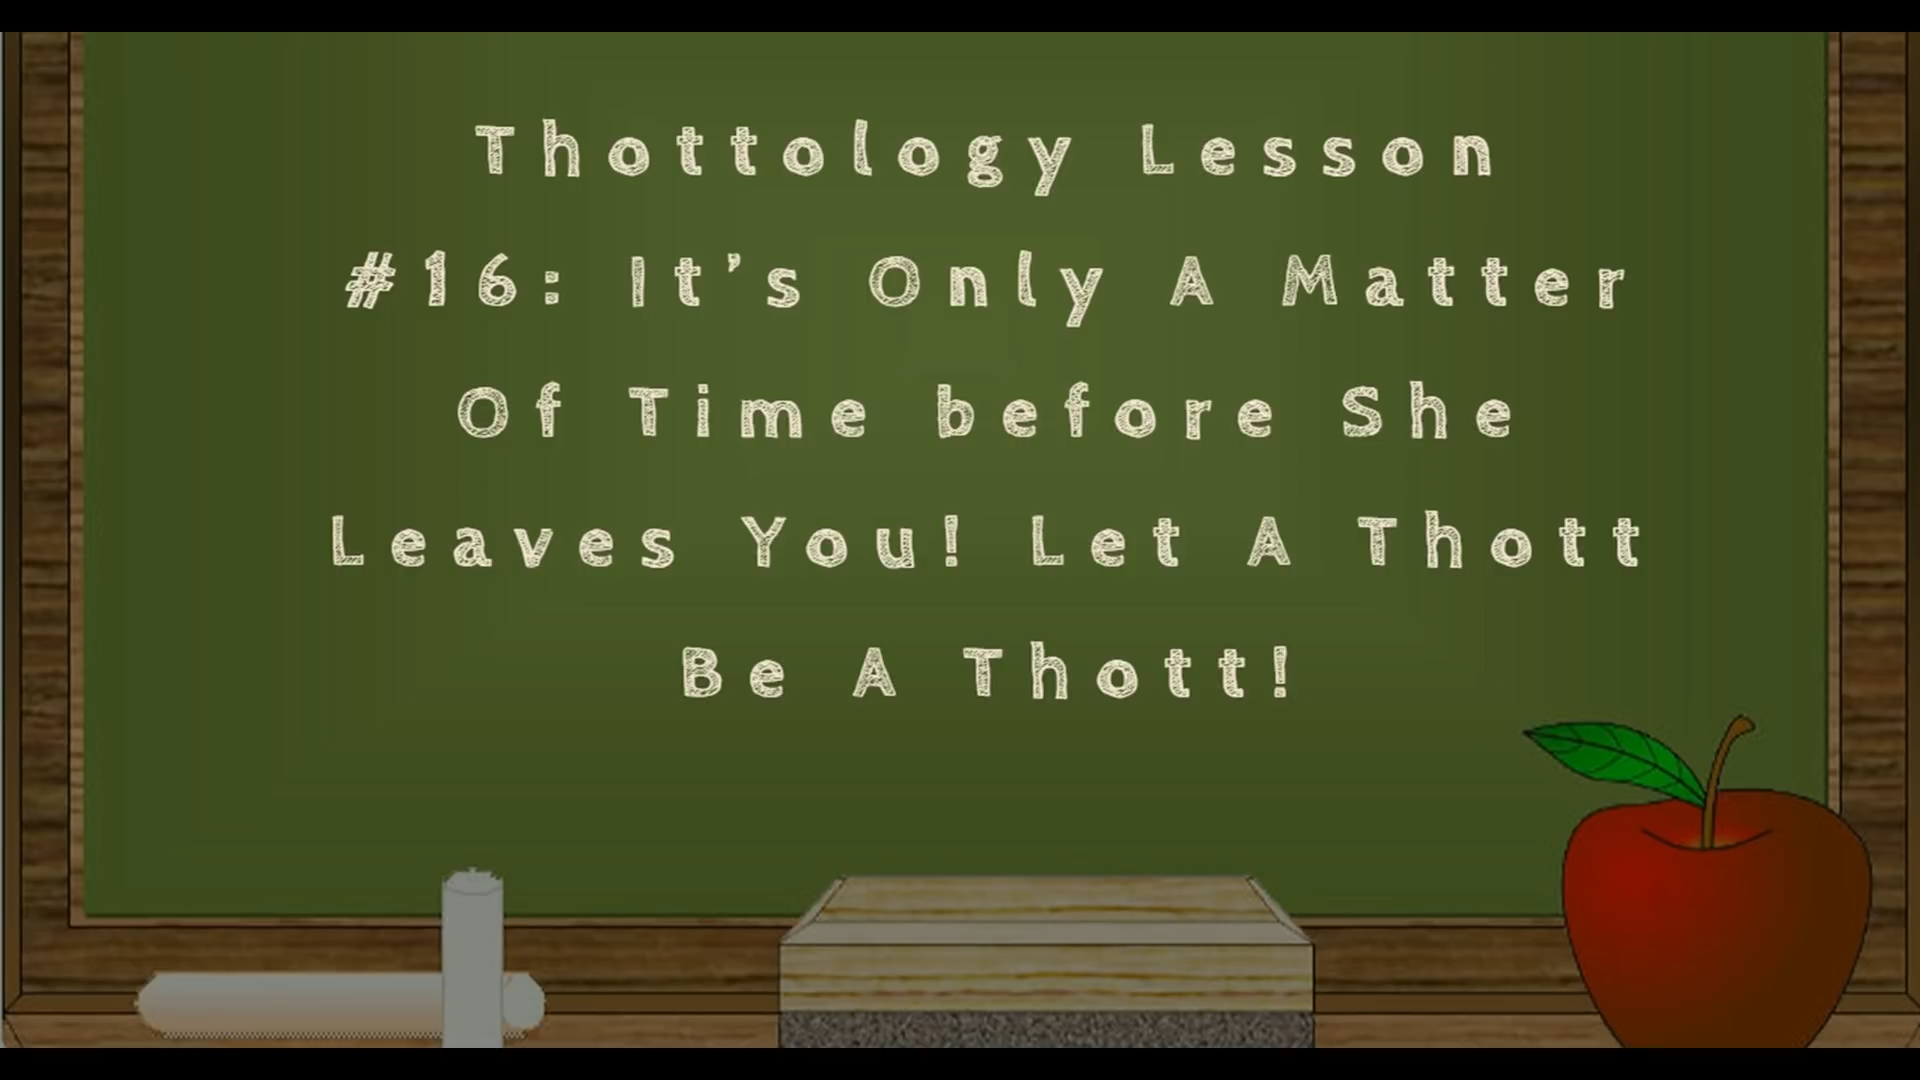 Thottology Lesson
#16: It’s Only A Matter
Of Time before She
Leaves You! Let A Thott
Be A Thott!